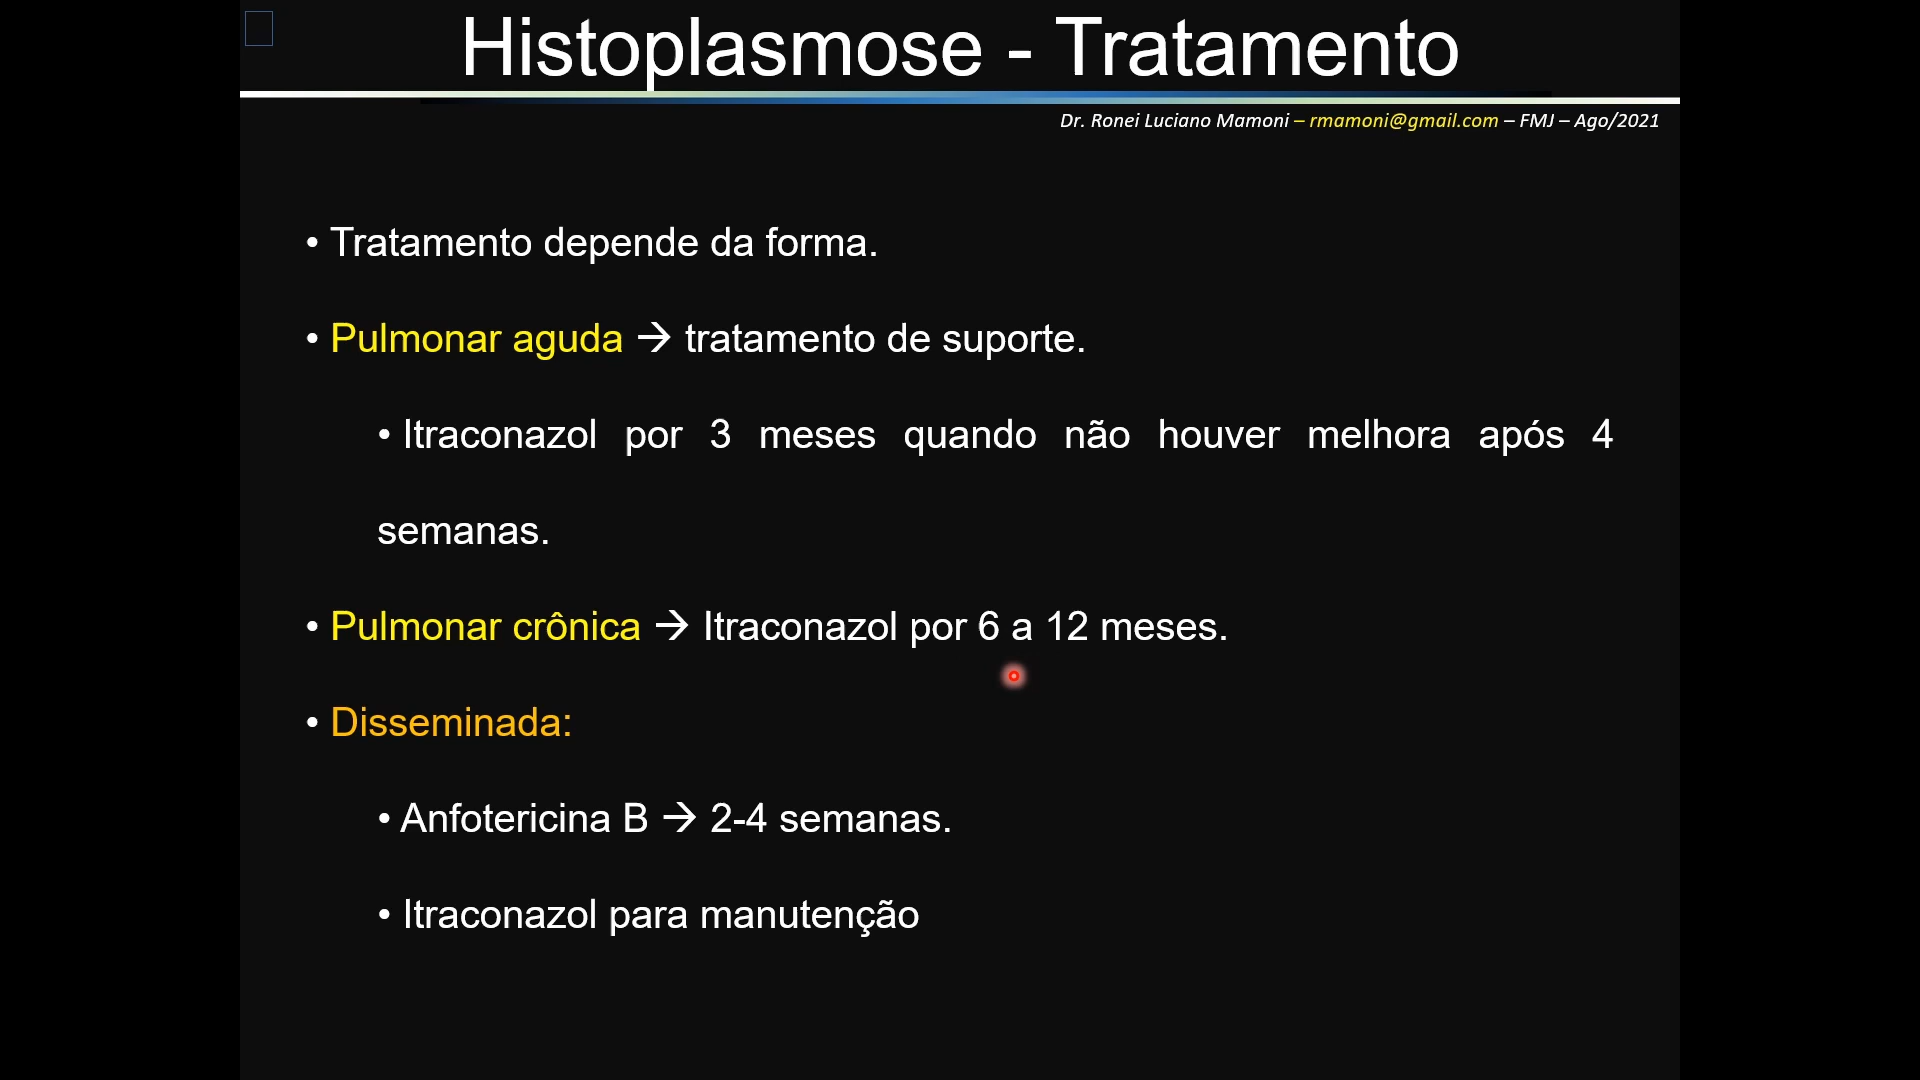 Histoplasmose - Tratamento
Dr. Ronei Luciano Mamoni – rmamoni@gmail.com – FMJ – Ago/2021
• Tratamento depende da forma.
• Pulmonar aguda → tratamento de suporte.
• Itraconazol por 3 meses quando não houver melhora após 4
semanas.
• Pulmonar crônica → Itraconazol por 6 a 12 meses.
• Disseminada:
• Anfotericina B → 2-4 semanas.
• Itraconazol para manutenção